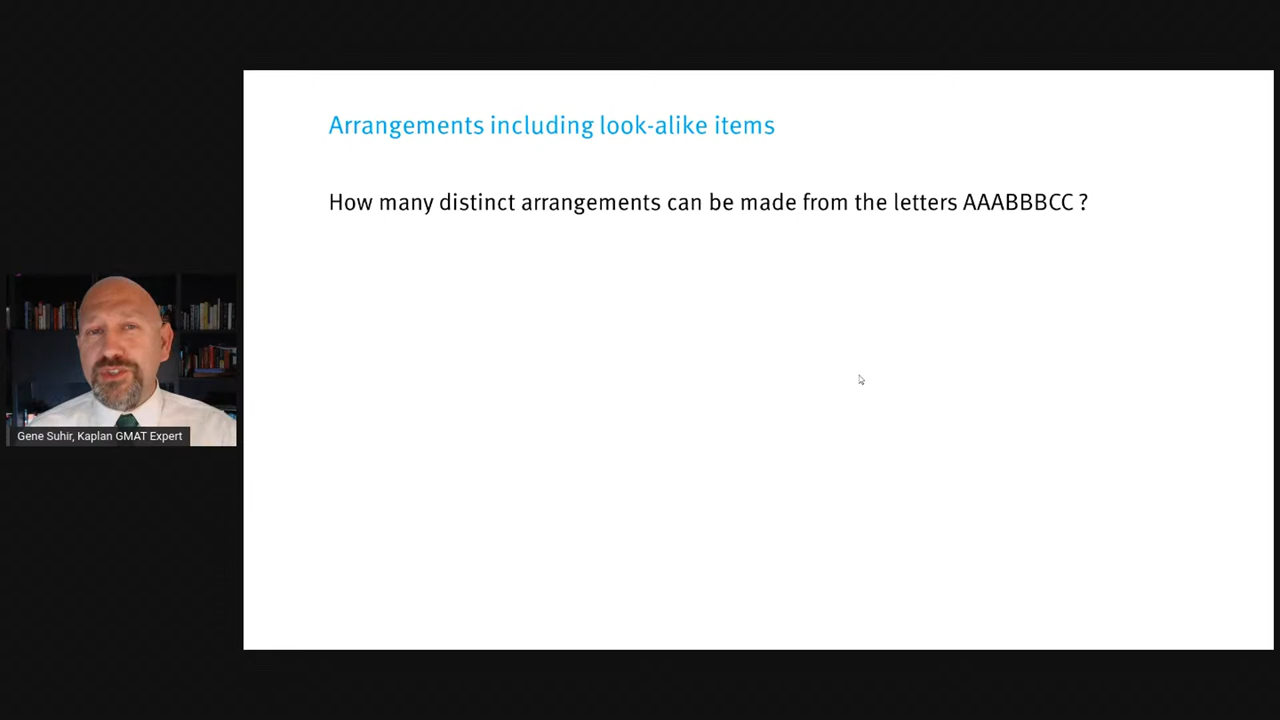 Arrangements including look-alike items
How many distinct arrangements can be made from the letters AAABBBCC ?
Gene Suhir, Kaplan GMAT Expert